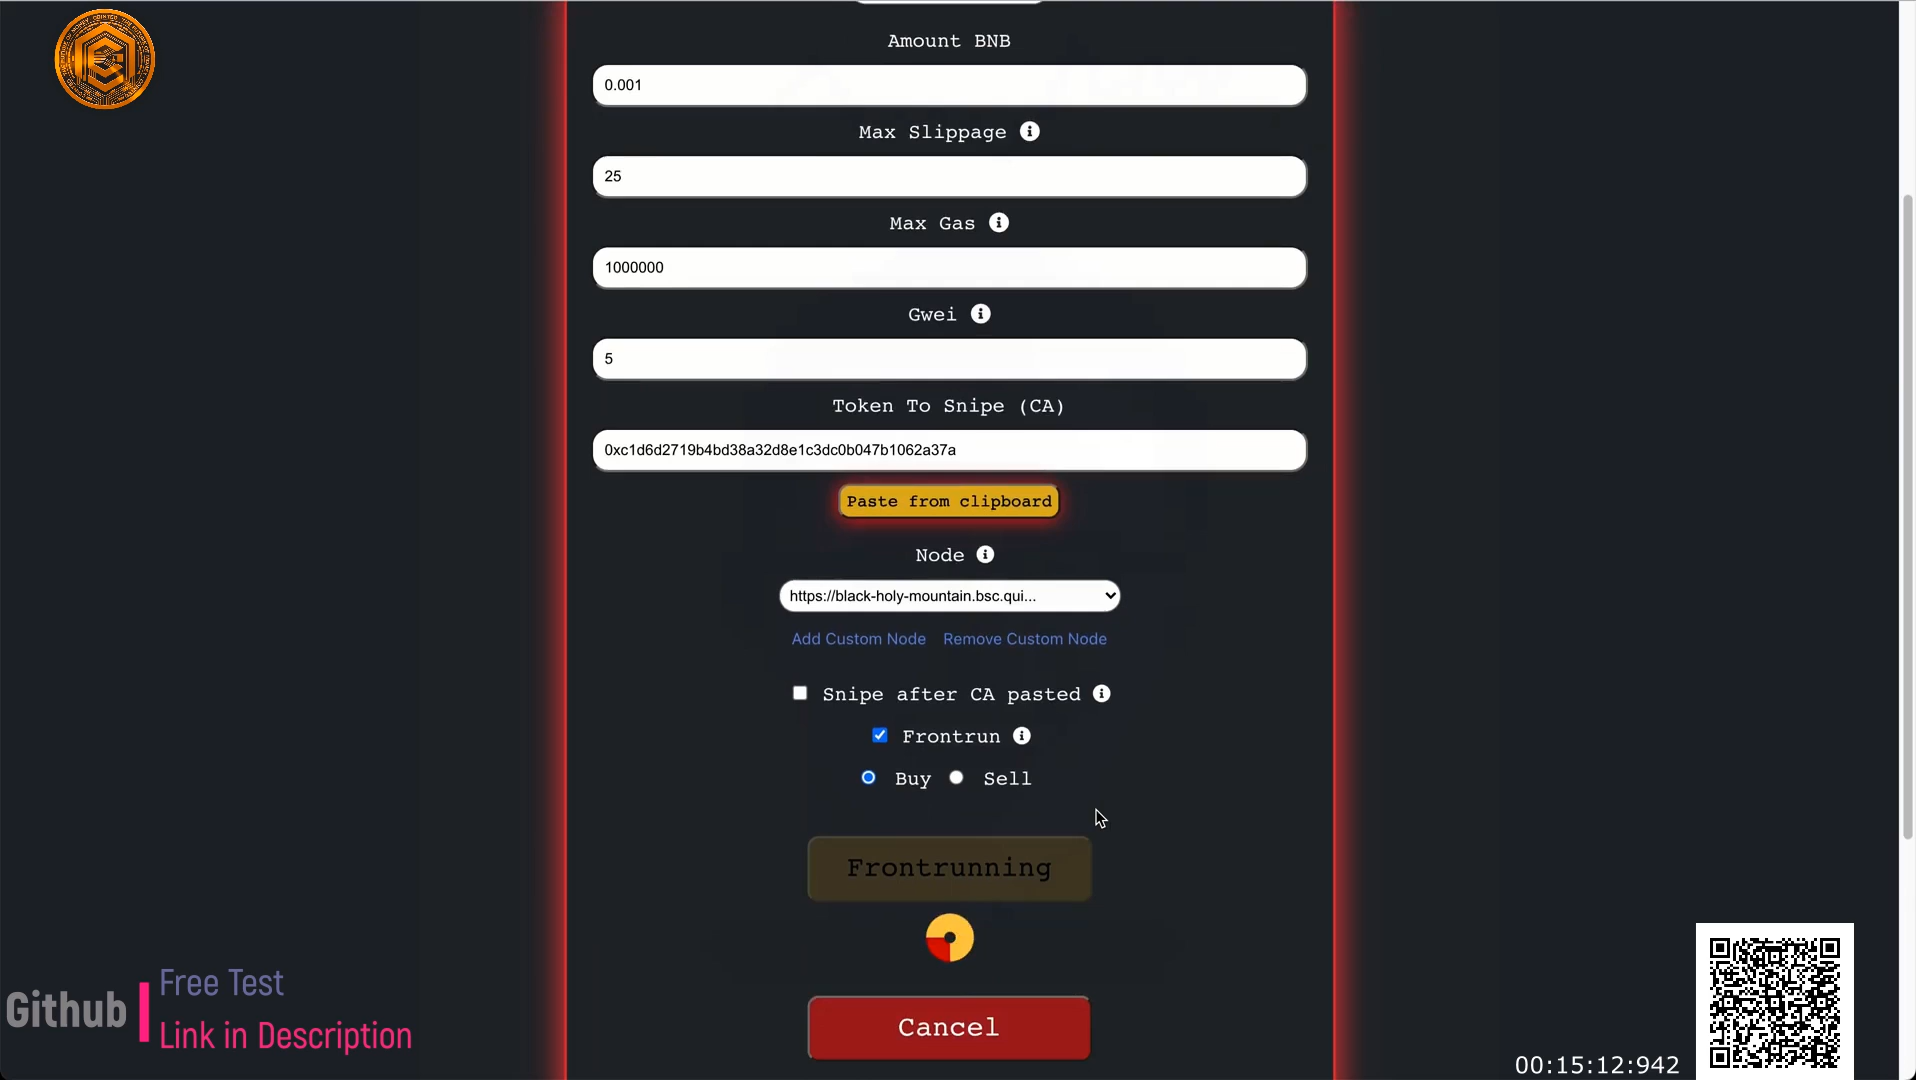 Amount BNB
0.001
Max Slippage
25
Max Gas
1000000
Gwei
5
Token To Snipe (CA)
0xc1d6d2719b4bd38a32d8e1c3dc0b047b1062a37a
Paste from clipboard
Node
https://black-holy-mountain.bsc.qui...
Add Custom Node Remove Custom Node
Snipe after CA pasted
Frontrun
Buy Sell
Frontrunning
Cancel
Github
Free Test
Link in Description
00:15:12:942